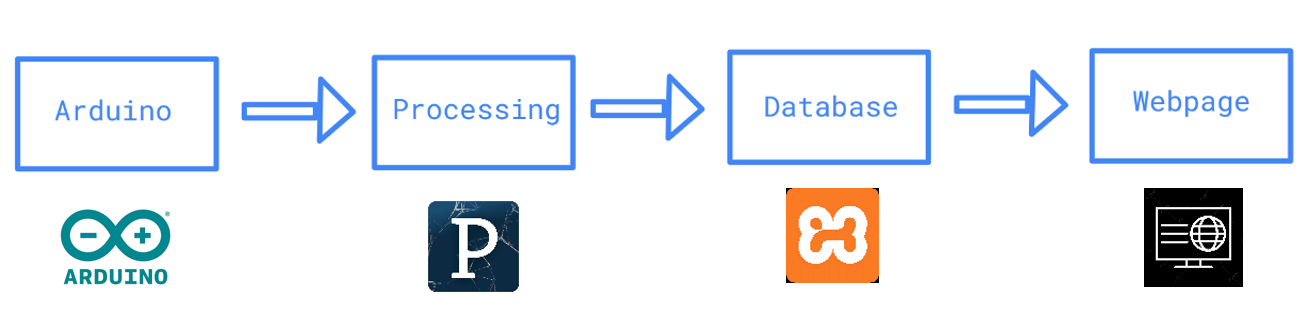 Arduino
Processing
Database
Webpage
ARDUINO
P